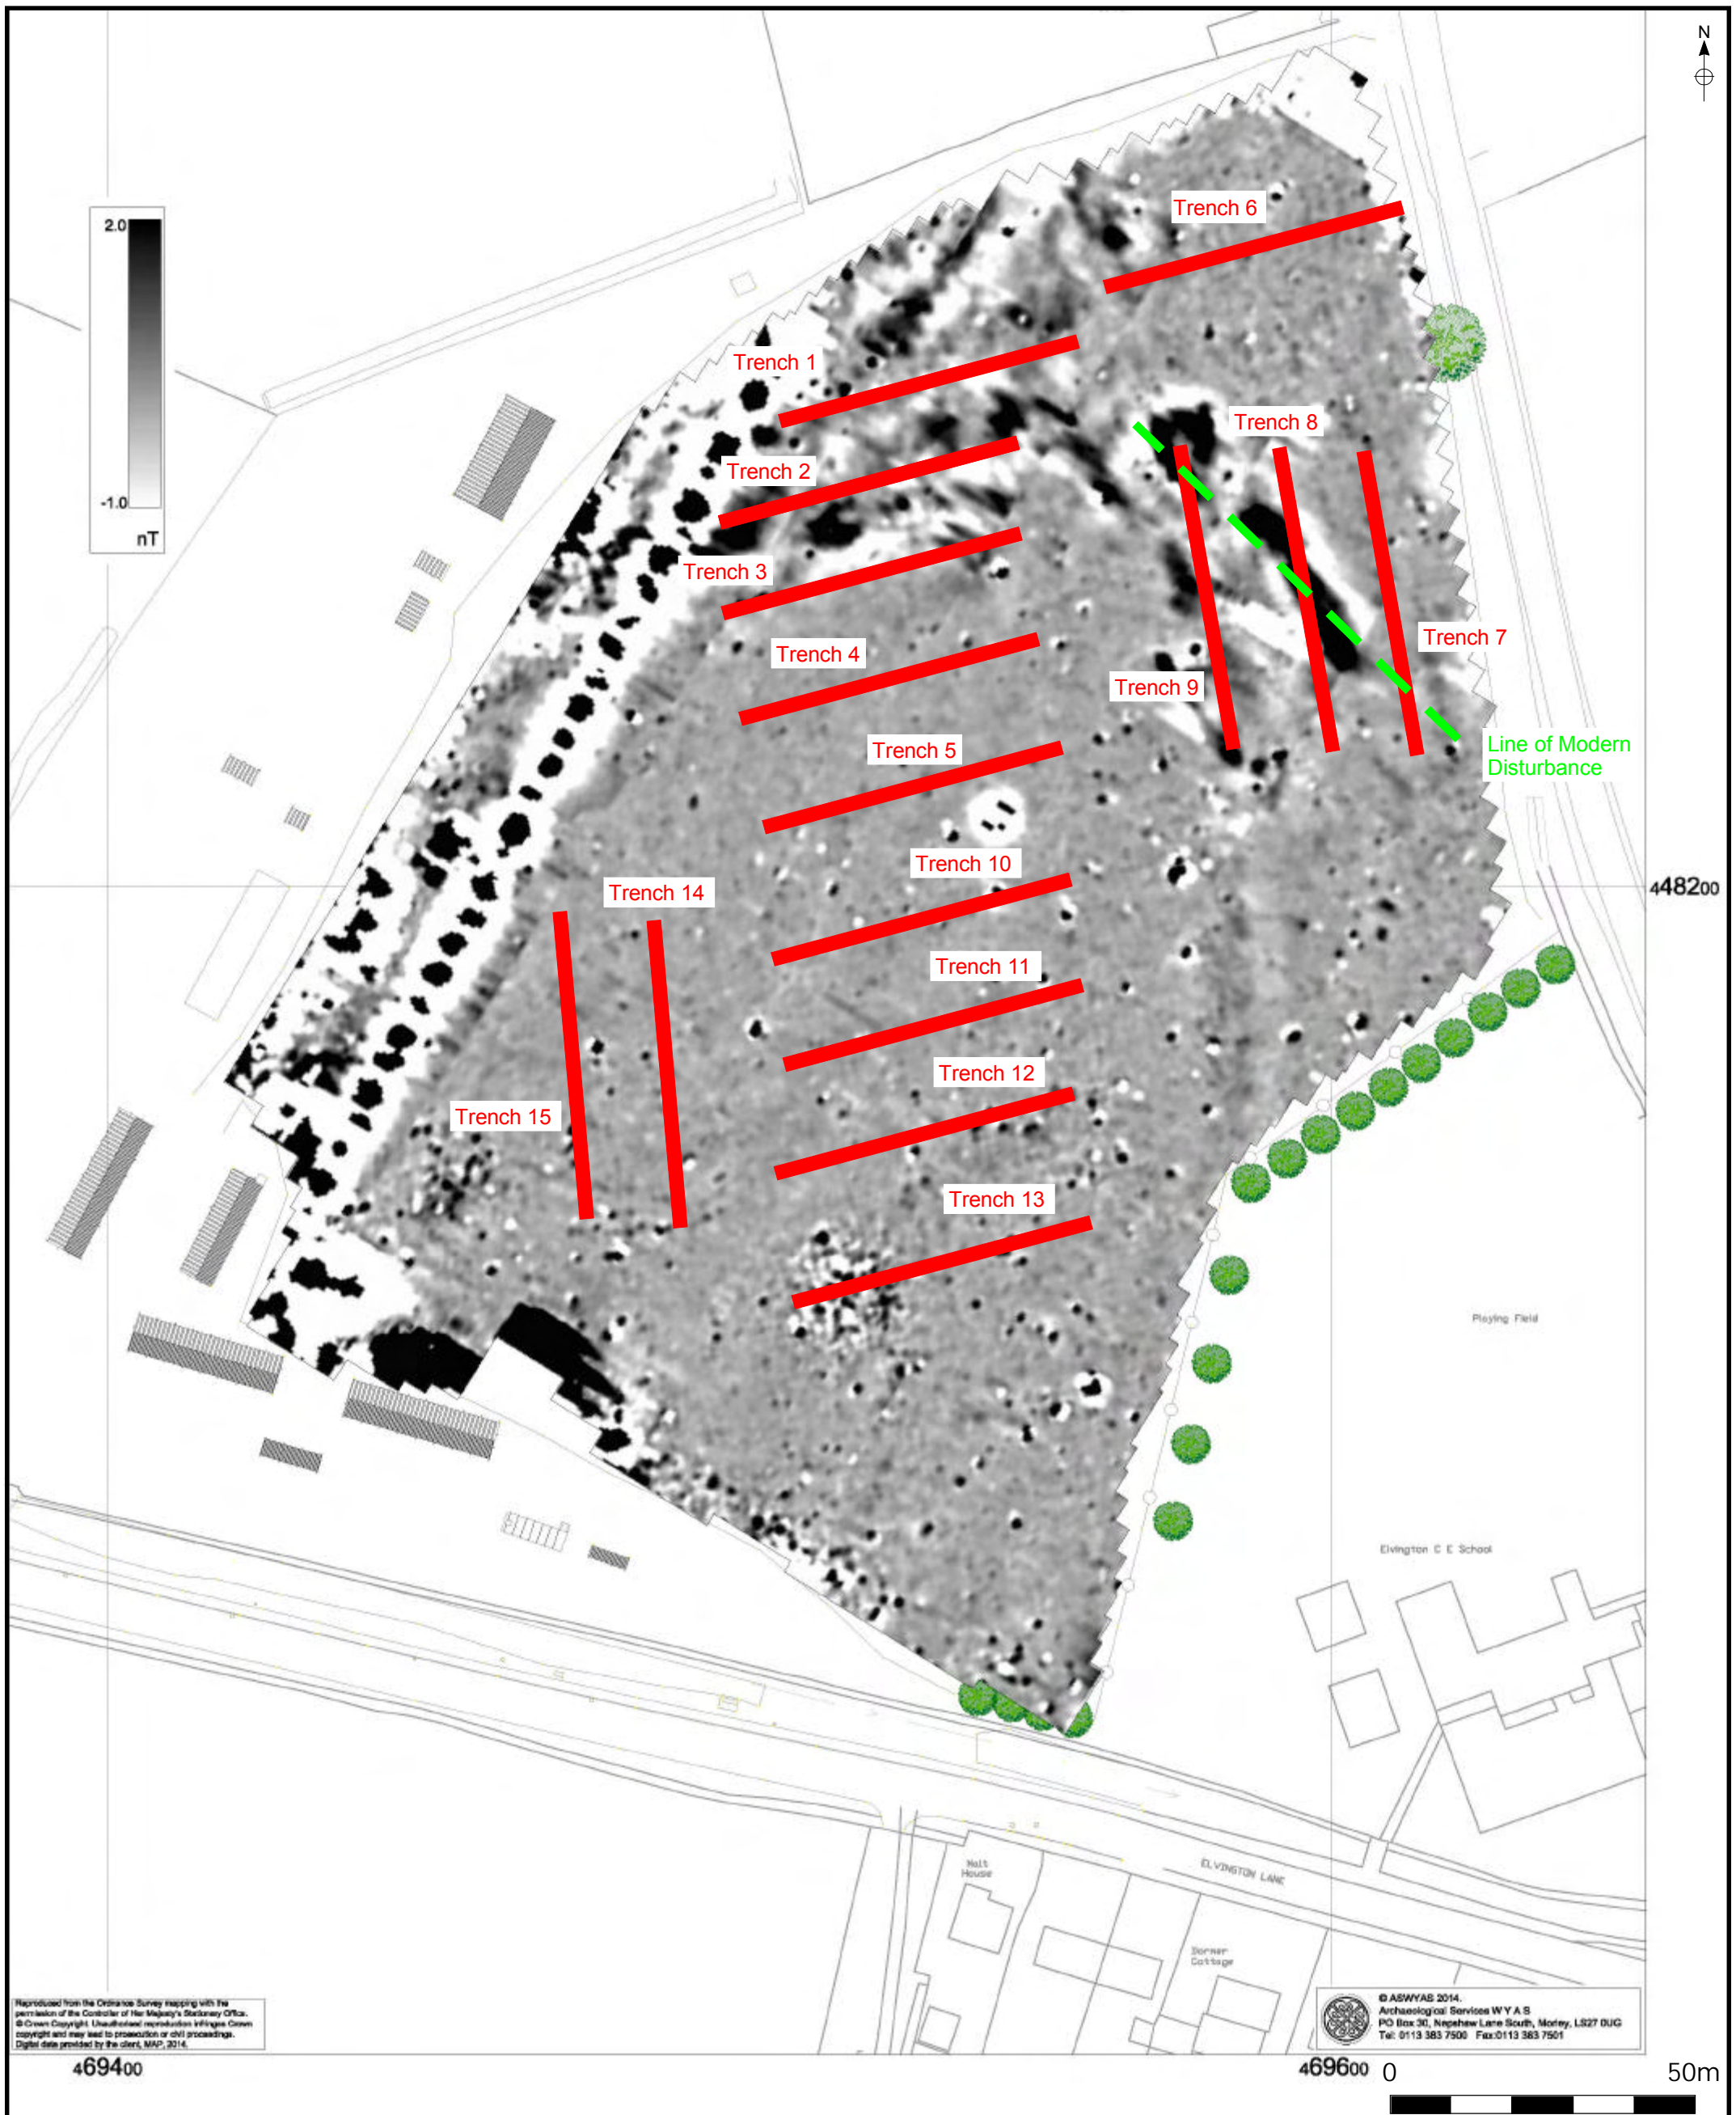 N
2.0
-1.0
nT
Trench 6
Trench 1
Trench 8
Trench 2
Trench 3
Trench 7
Trench 4
Trench 9
Line of Modern
Disturbance
Trench 5
Trench 10
Trench 14
448200
Trench 11
Trench 12
Trench 15
Trench 13
Playing Field
Elvington C E School
ELVINGTON LANE
Holt
House
Dormer
Cottage
Reproduced from the Ordnance Survey mapping with the
permission of the Controller of Her Majesty's Stationery Office.
© Crown Copyright. Unauthorised reproduction infringes Crown
copyright and may lead to prosecution or civil proceedings.
Digital data provided by the client, MAP, 2014.
© ASWYAS 2014.
Archaeological Services W Y A S
PO Box 30, Nepshaw Lane South, Morley, LS27 0UG
Tel: 0113 383 7500 Fax:0113 383 7501
469400
469600
0
50m